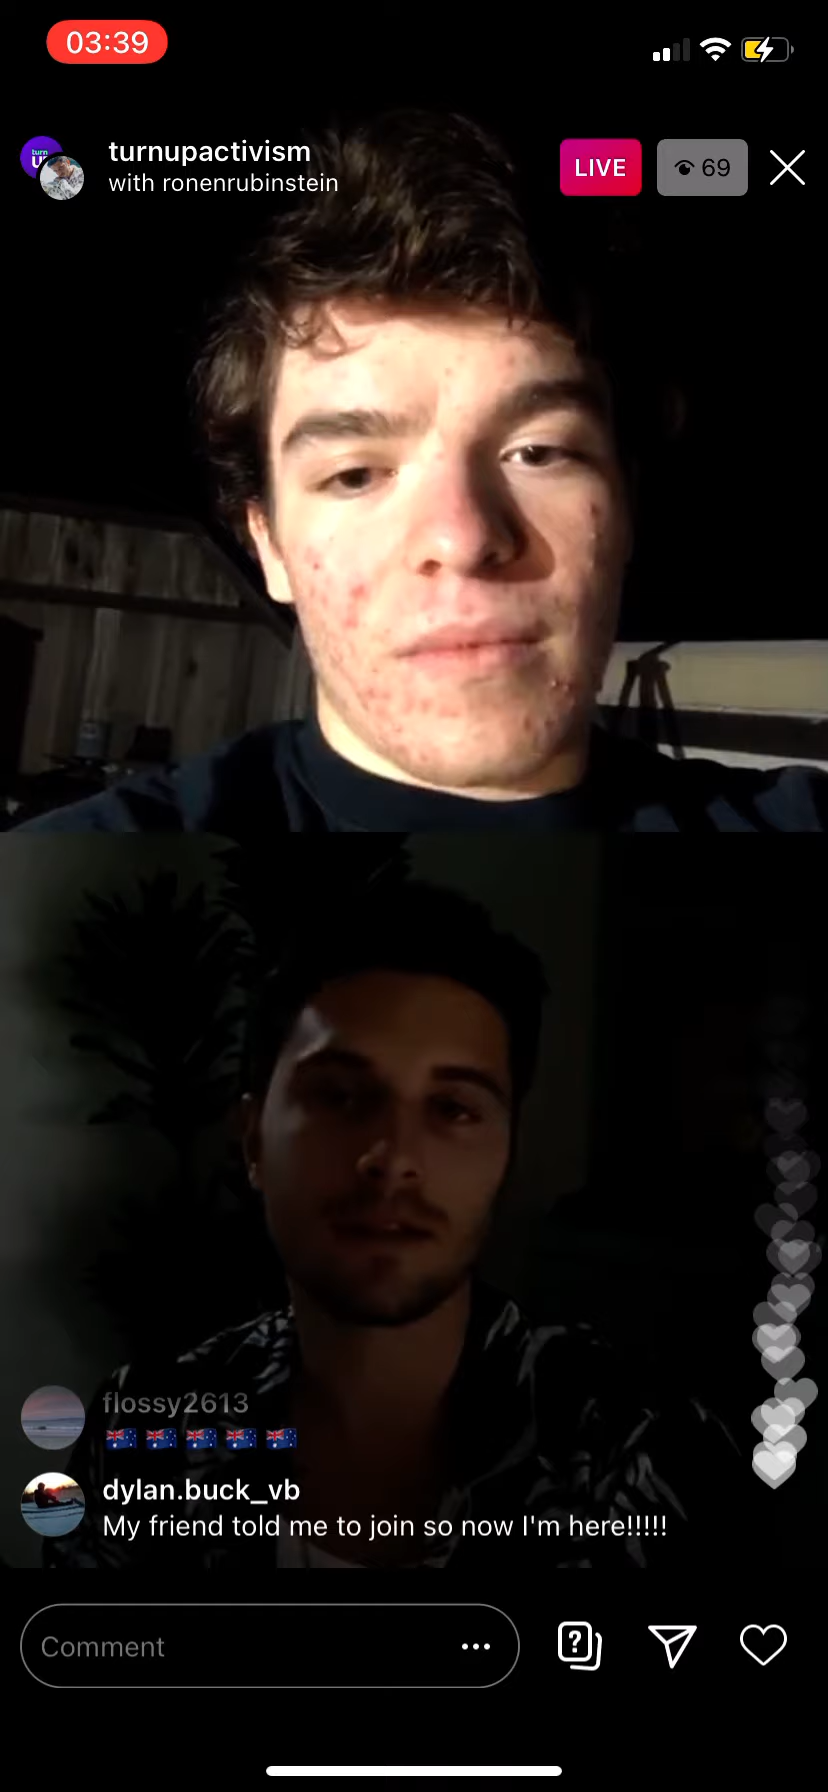 03:39
turn
U
turnupactivism
with ronenrubinstein
LIVE
69
flossy2613
🇦🇺 🇦🇺 🇦🇺 🇦🇺 🇦🇺
dylan.buck_vb
My friend told me to join so now I'm here!!!!!
Comment